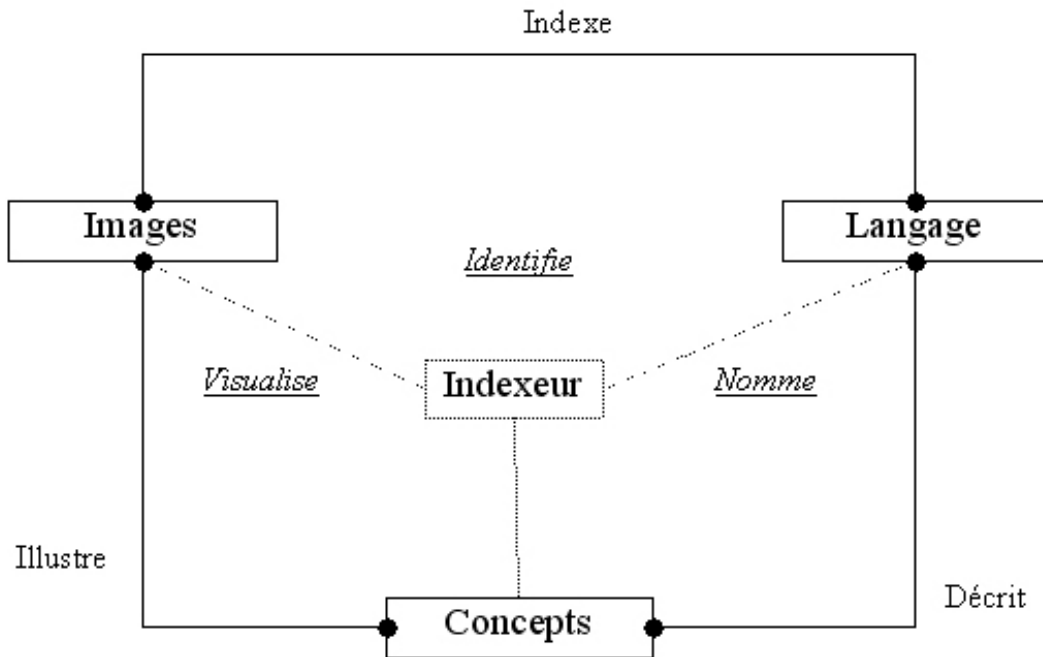 Indexe
Images
Langage
Identifie
Visualise
Indexeur
Nomme
Illustre
Décrit
Concepts